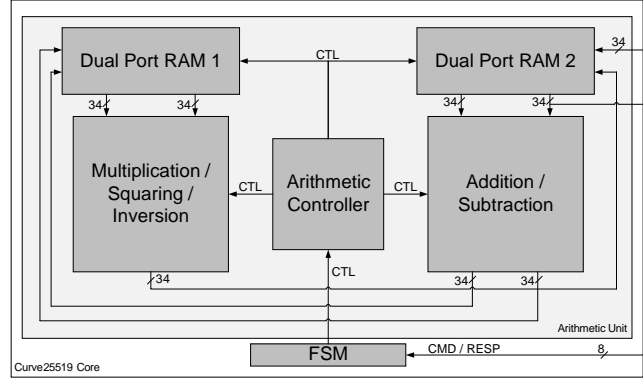 Dual Port RAM 1
CTL
Dual Port RAM 2
34
34
34
34
34
Multiplication /
Squaring /
Inversion
CTL
Arithmetic
Controller
CTL
Addition /
Subtraction
CTL
34
34
34
Arithmetic Unit
FSM
CMD / RESP
8
Curve25519 Core